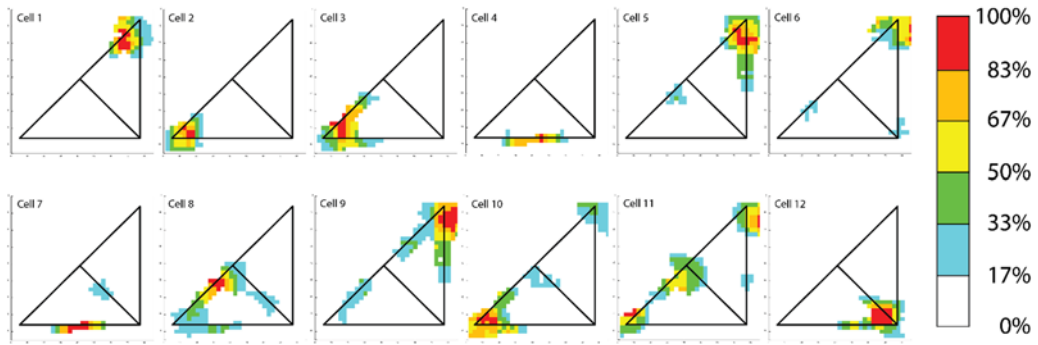 Cell 1
Cell 2
Cell 3
Cell 4
Cell 5
Cell 6
100%
83%
67%
50%
33%
17%
0%
Cell 7
Cell 8
Cell 9
Cell 10
Cell 11
Cell 12